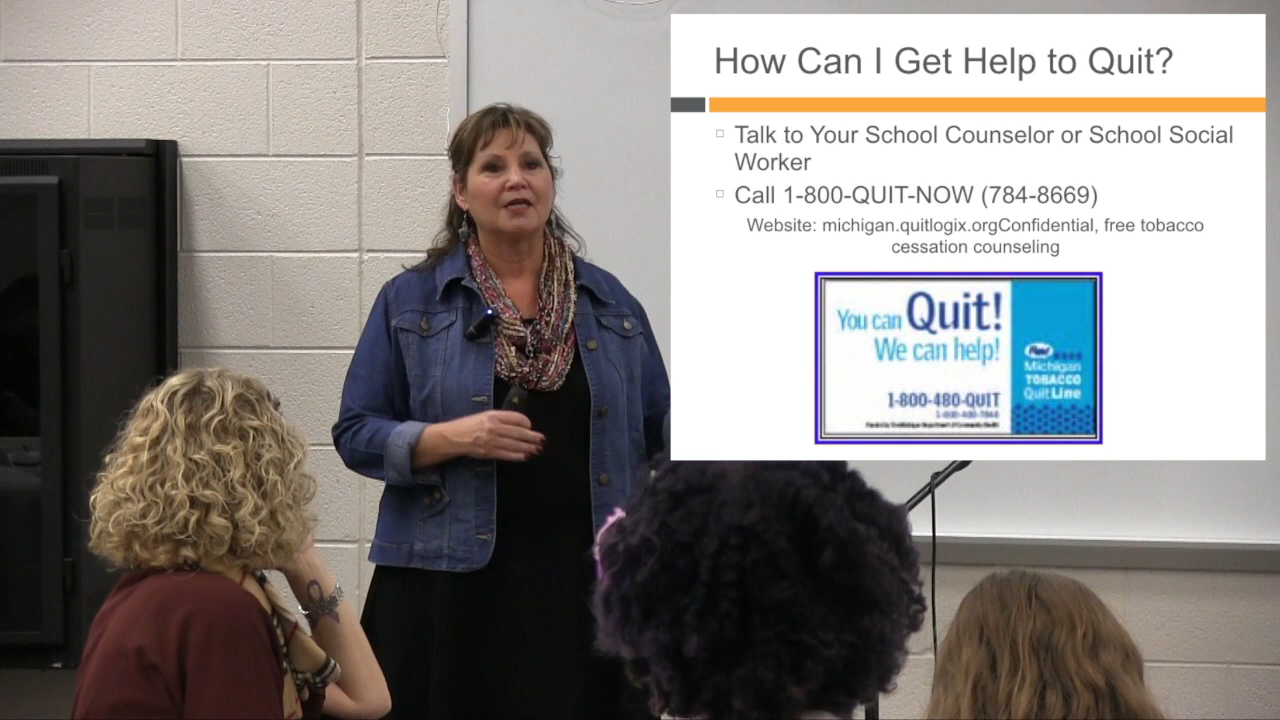 How Can I Get Help to Quit?
Talk to Your School Counselor or School Social
Worker
Call 1-800-QUIT-NOW (784-8669)
Website: michigan.quitlogix.orgConfidential, free tobacco
cessation counseling
You can Quit!
We can help!
1-800-480-QUIT
Michigan
TOBACCO
QuitLine